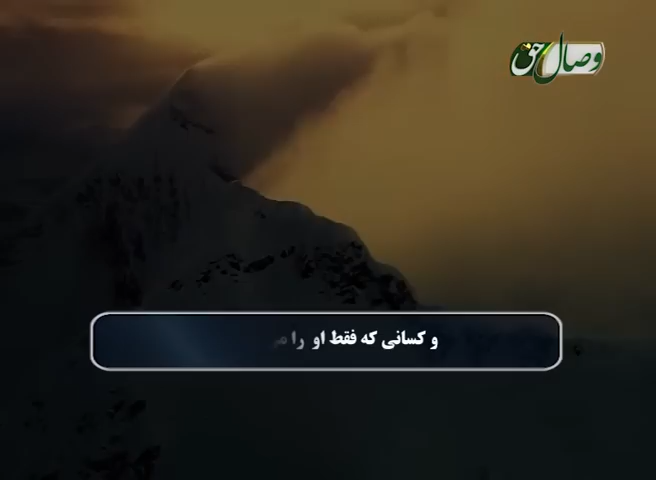 وصال حق
و کسانی که فقط او را